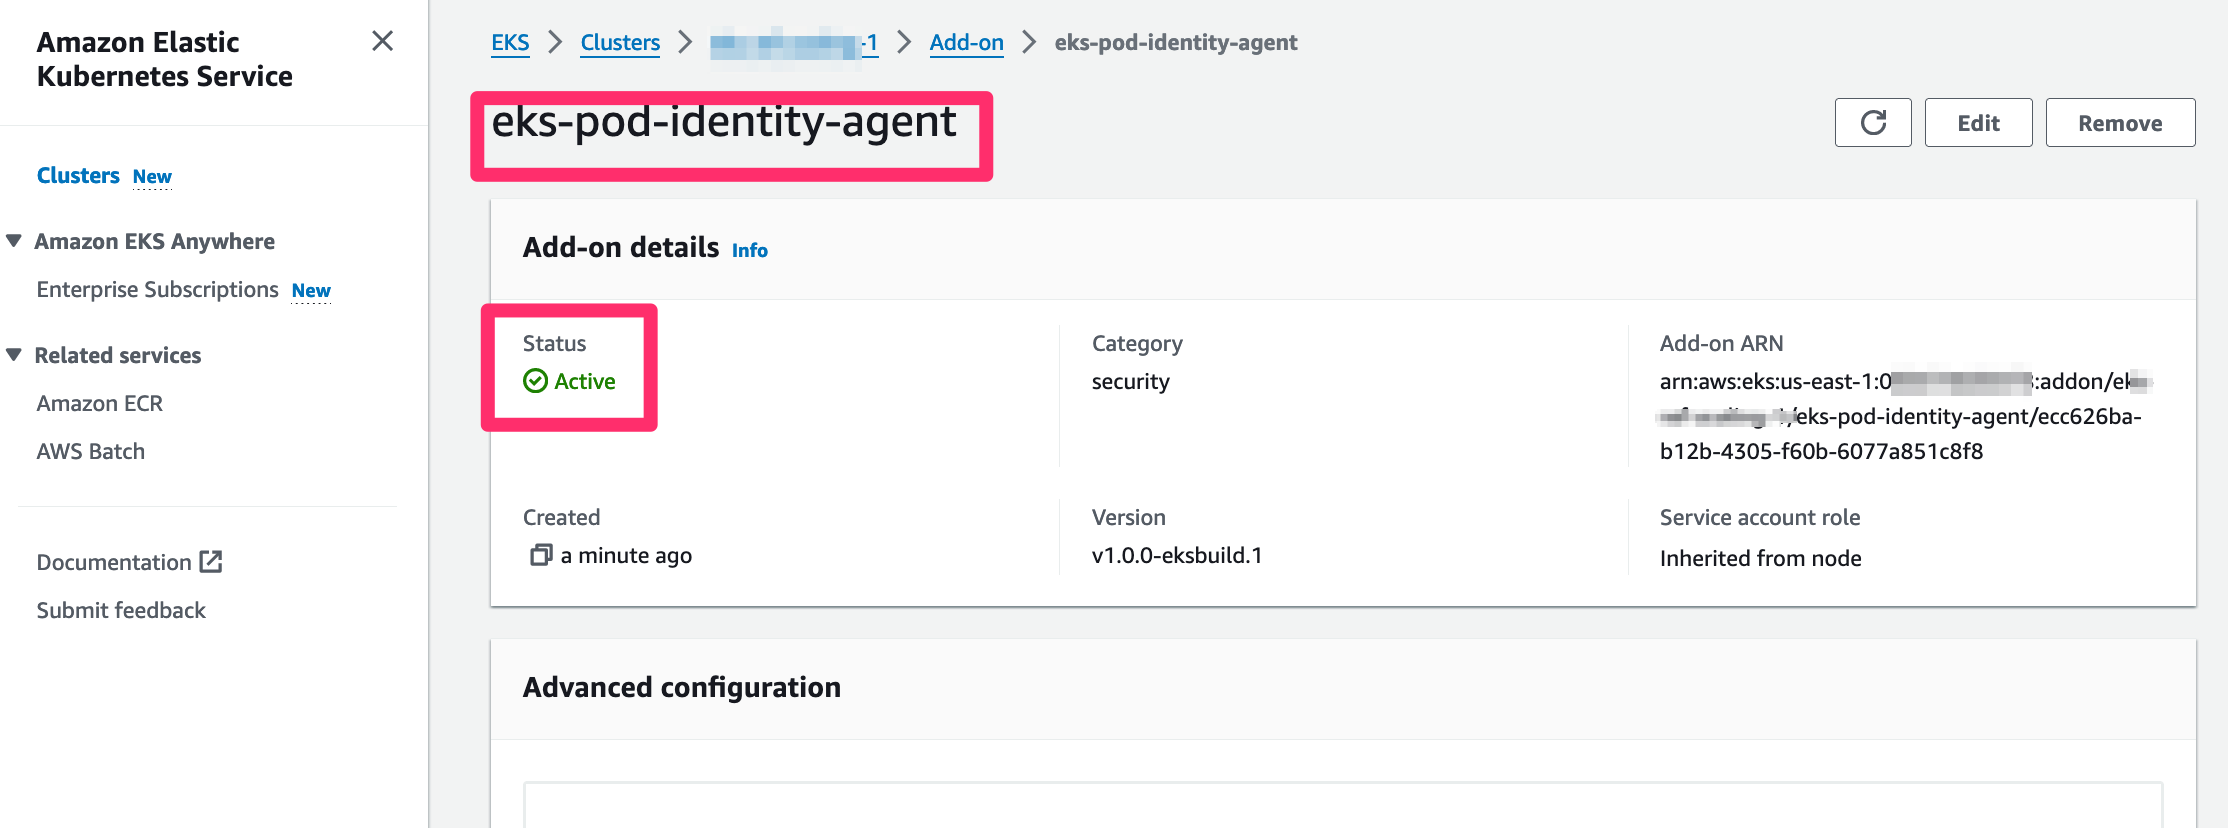 Amazon Elastic
Kubernetes Service
Clusters New
Amazon EKS Anywhere
Enterprise Subscriptions New
Related services
Amazon ECR
AWS Batch
Documentation
Submit feedback
EKS > Clusters > -1 > Add-on > eks-pod-identity-agent
eks-pod-identity-agent
Edit
Remove
Add-on details Info
Status
Active
Category
security
Add-on ARN
arn:aws:eks:us-east-1:0 :addon/ek
/eks-pod-identity-agent/ecc626ba-
b12b-4305-f60b-6077a851c8f8
Created
a minute ago
Version
v1.0.0-eksbuild.1
Service account role
Inherited from node
Advanced configuration